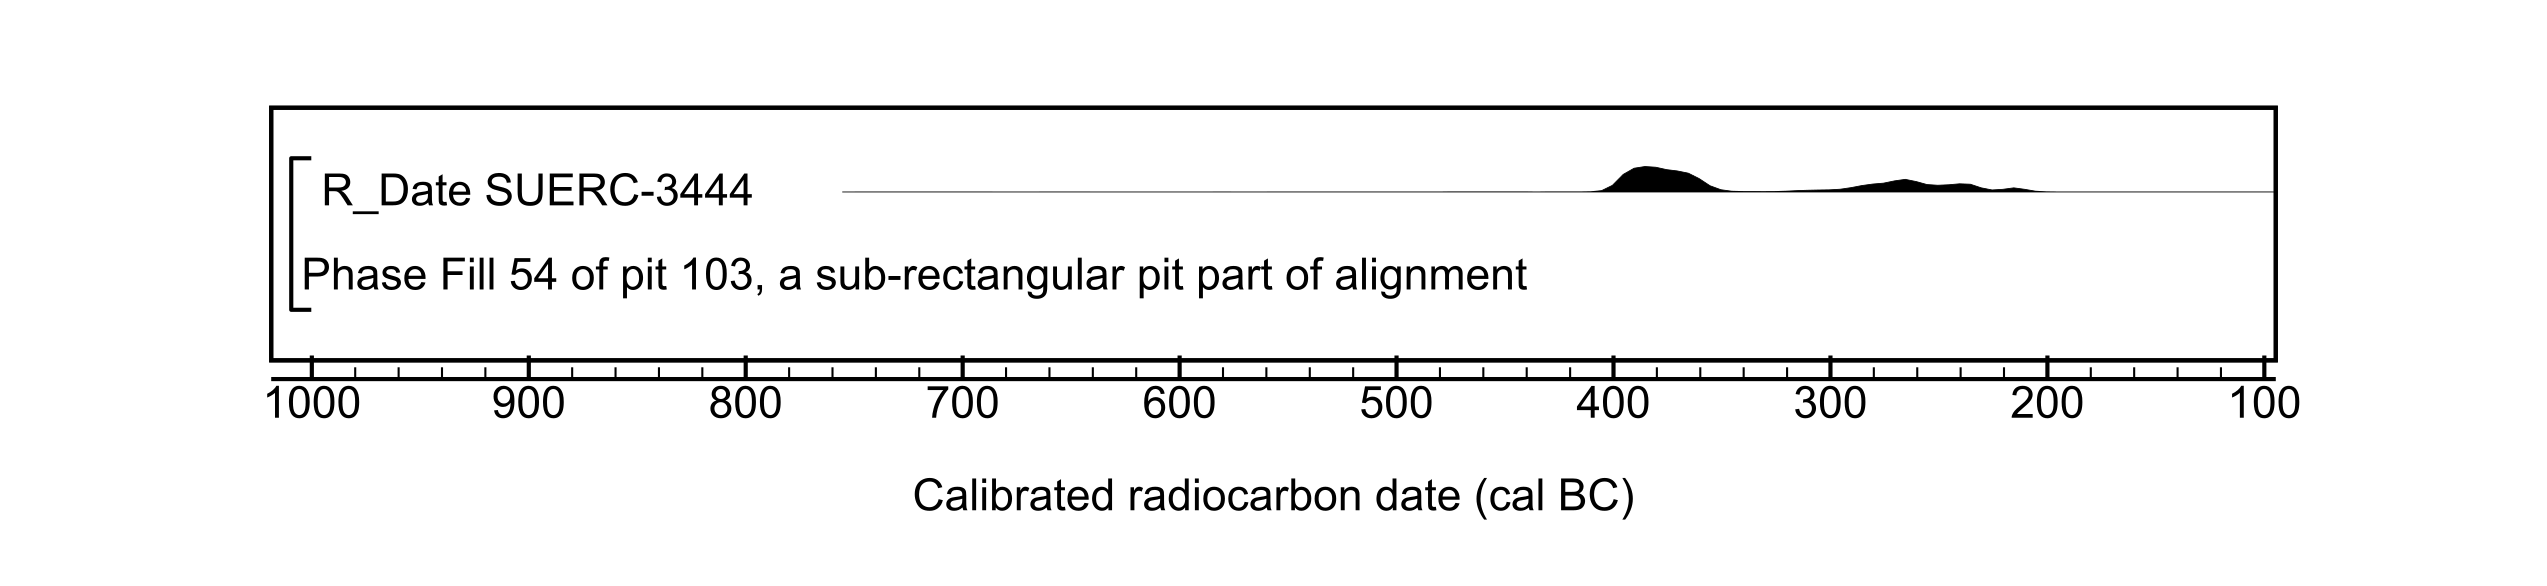 R_Date SUERC-3444
Phase Fill 54 of pit 103, a sub-rectangular pit part of alignment
1000 900 800 700 600 500 400 300 200 100
Calibrated radiocarbon date (cal BC)